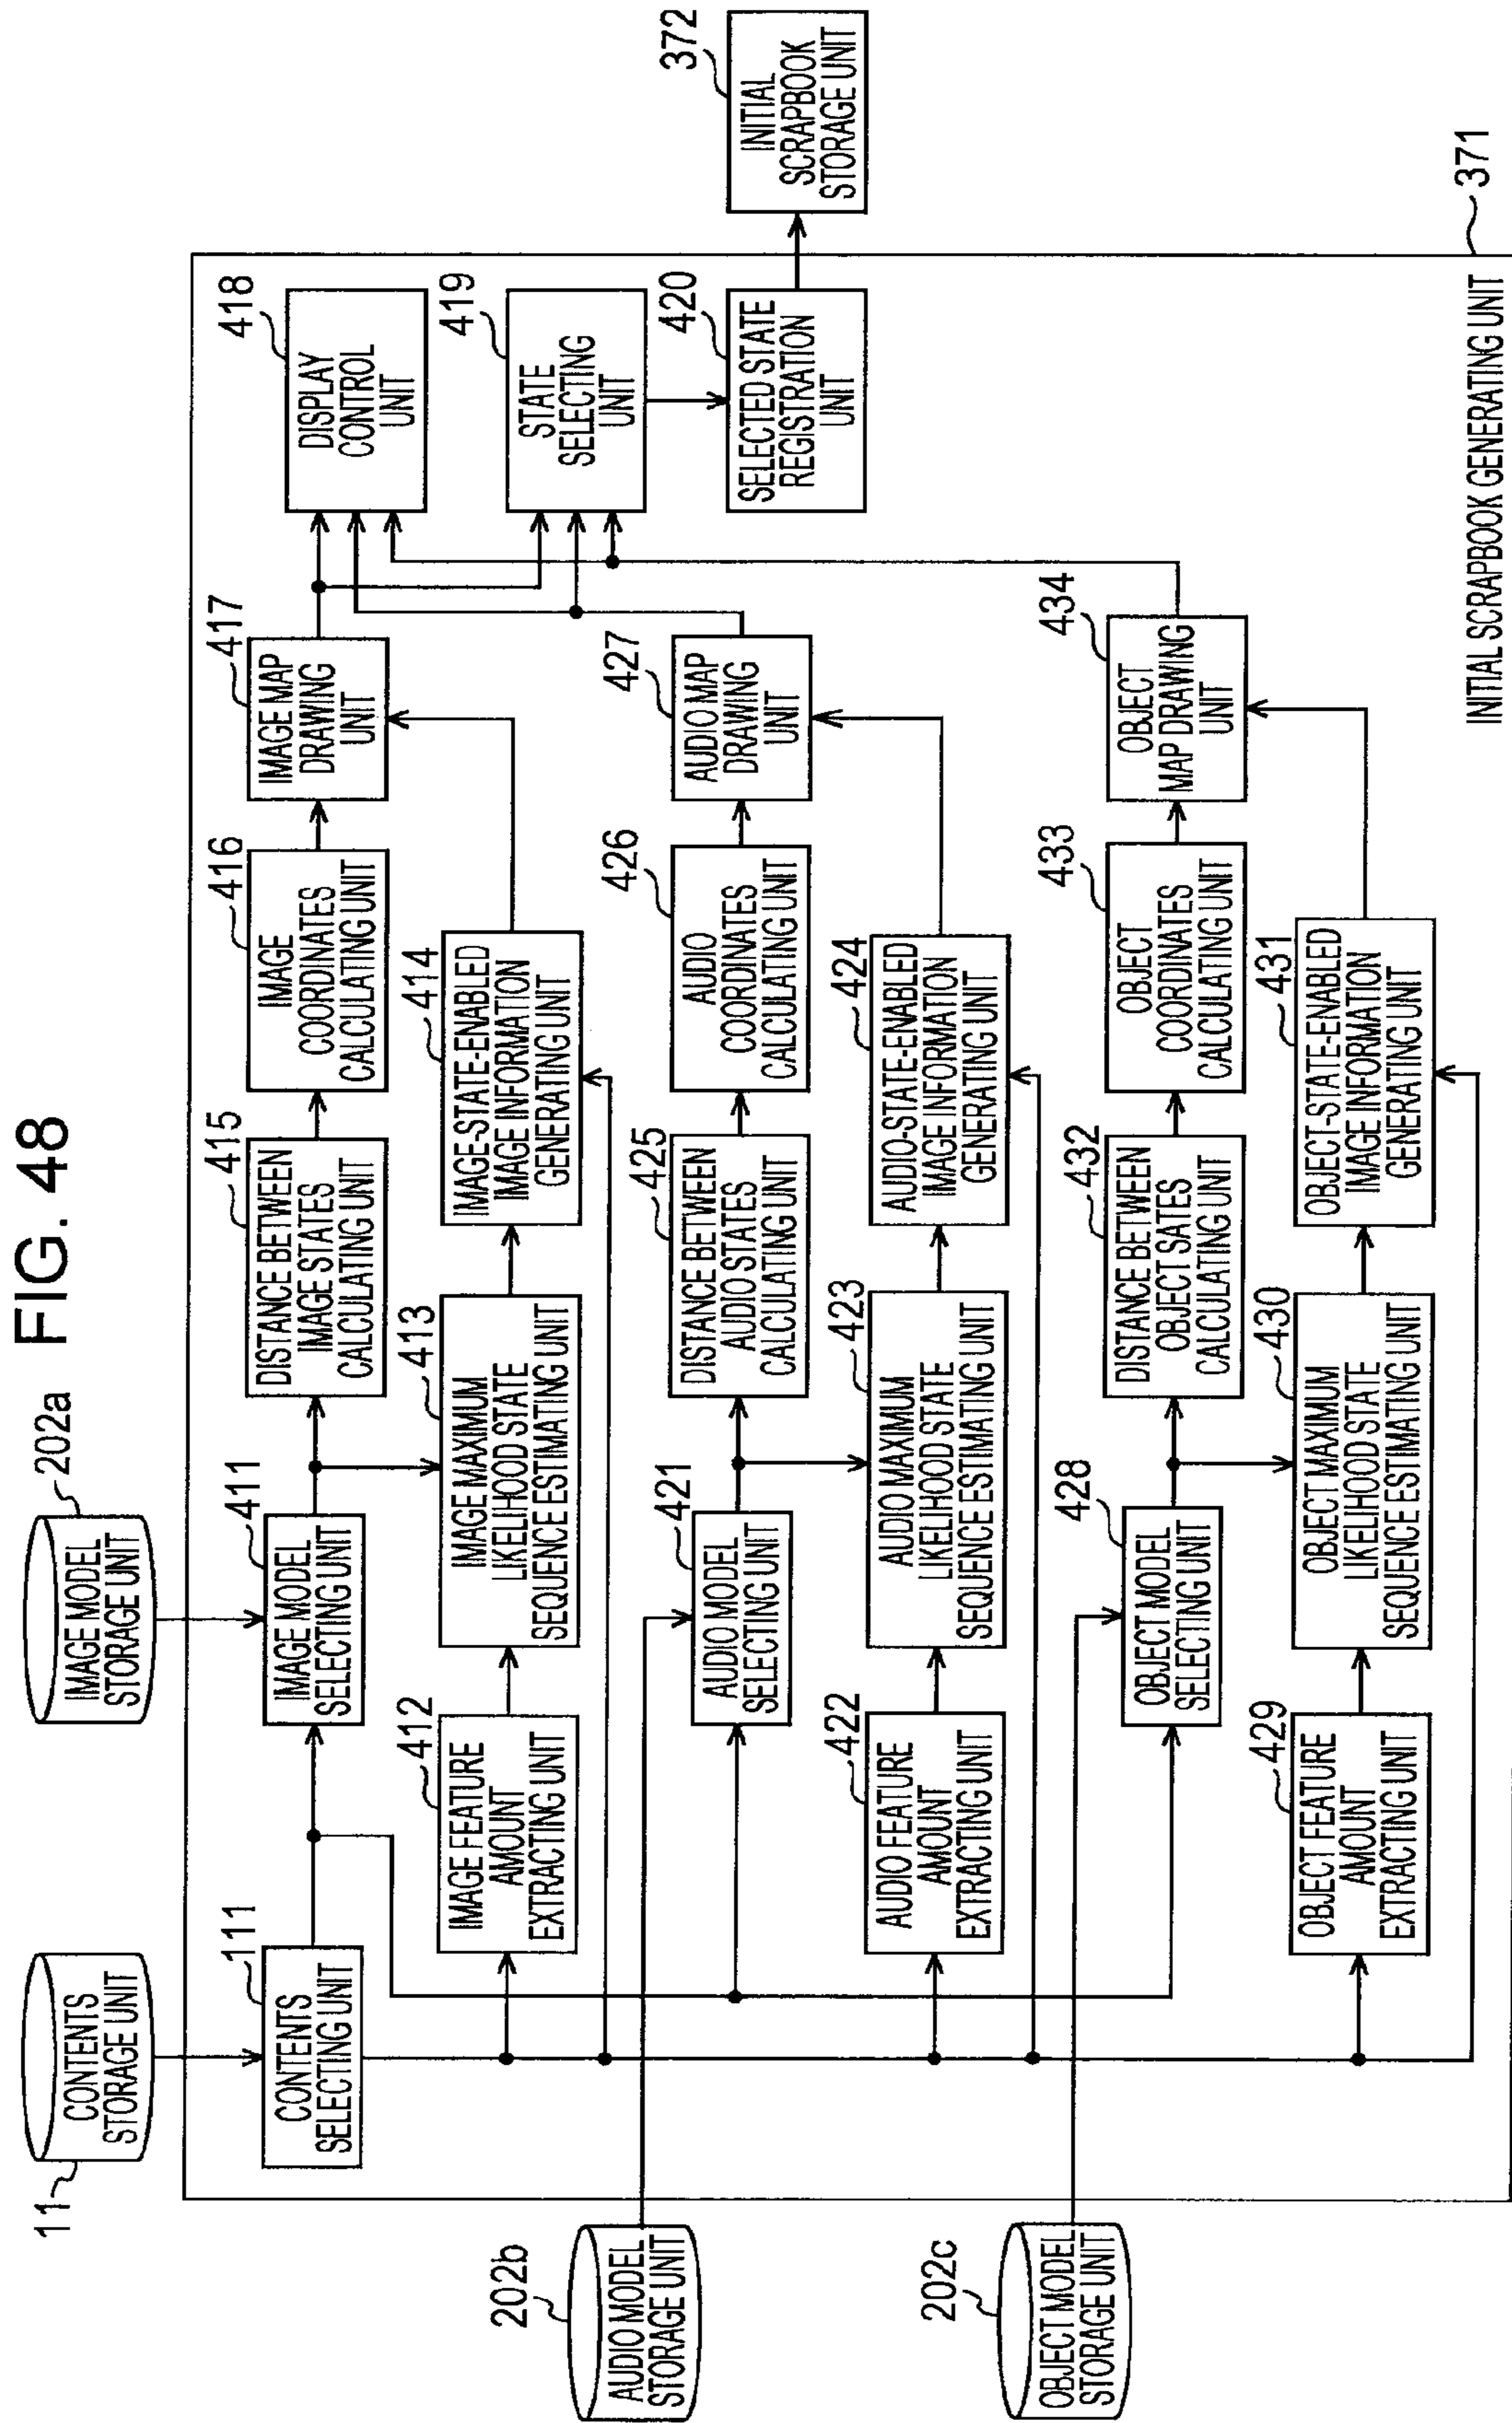 FIG. 48
11
CONTENTS
STORAGE UNIT
202a
IMAGE MODEL
STORAGE UNIT
111
CONTENTS
SELECTING UNIT
411
IMAGE MODEL
SELECTING UNIT
415
DISTANCE BETWEEN
IMAGE STATES
CALCULATING UNIT
416
IMAGE
COORDINATES
CALCULATING UNIT
417
IMAGE MAP
DRAWING
UNIT
418
DISPLAY
CONTROL
UNIT
412
IMAGE FEATURE
AMOUNT
EXTRACTING UNIT
413
IMAGE MAXIMUM
LIKELIHOOD STATE
SEQUENCE ESTIMATING UNIT
414
IMAGE-STATE-ENABLED
IMAGE INFORMATION
GENERATING UNIT
419
STATE
SELECTING
UNIT
202b
AUDIO MODEL
STORAGE UNIT
421
AUDIO MODEL
SELECTING UNIT
425
DISTANCE BETWEEN
AUDIO STATES
CALCULATING UNIT
426
AUDIO
COORDINATES
CALCULATING UNIT
427
AUDIO MAP
DRAWING
UNIT
420
SELECTED STATE
REGISTRATION
UNIT
372
INITIAL
SCRAPBOOK
STORAGE UNIT
422
AUDIO FEATURE
AMOUNT
EXTRACTING UNIT
423
AUDIO MAXIMUM
LIKELIHOOD STATE
SEQUENCE ESTIMATING UNIT
424
AUDIO-STATE-ENABLED
IMAGE INFORMATION
GENERATING UNIT
202c
OBJECT MODEL
STORAGE UNIT
428
OBJECT MODEL
SELECTING UNIT
432
DISTANCE BETWEEN
OBJECT SATES
CALCULATING UNIT
433
OBJECT
COORDINATES
CALCULATING UNIT
434
OBJECT
MAP DRAWING
UNIT
429
OBJECT FEATURE
AMOUNT
EXTRACTING UNIT
430
OBJECT MAXIMUM
LIKELIHOOD STATE
SEQUENCE ESTIMATING UNIT
431
OBJECT-STATE-ENABLED
IMAGE INFORMATION
GENERATING UNIT
INITIAL SCRAPBOOK GENERATING UNIT
371